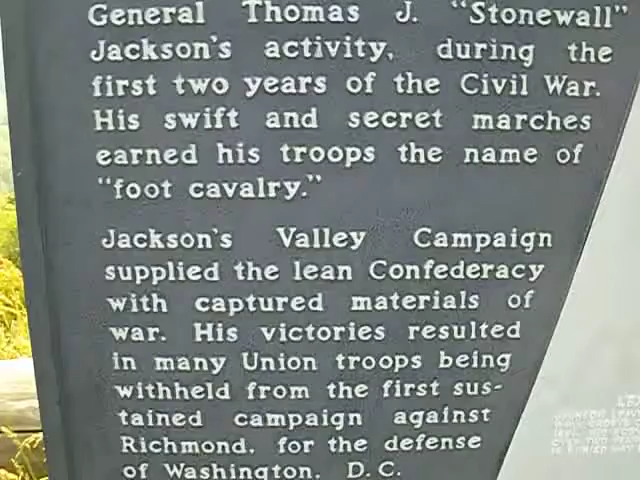 General Thomas J. "Stonewall"
Jackson's activity, during the
first two years of the Civil War.
His swift and secret marches
earned his troops the name of
"foot cavalry."
Jackson's Valley Campaign
supplied the lean Confederacy
with captured materials of
war. His victories resulted
in many Union troops being
withheld from the first sus-
tained campaign against
Richmond, for the defense
of Washington, D.C.